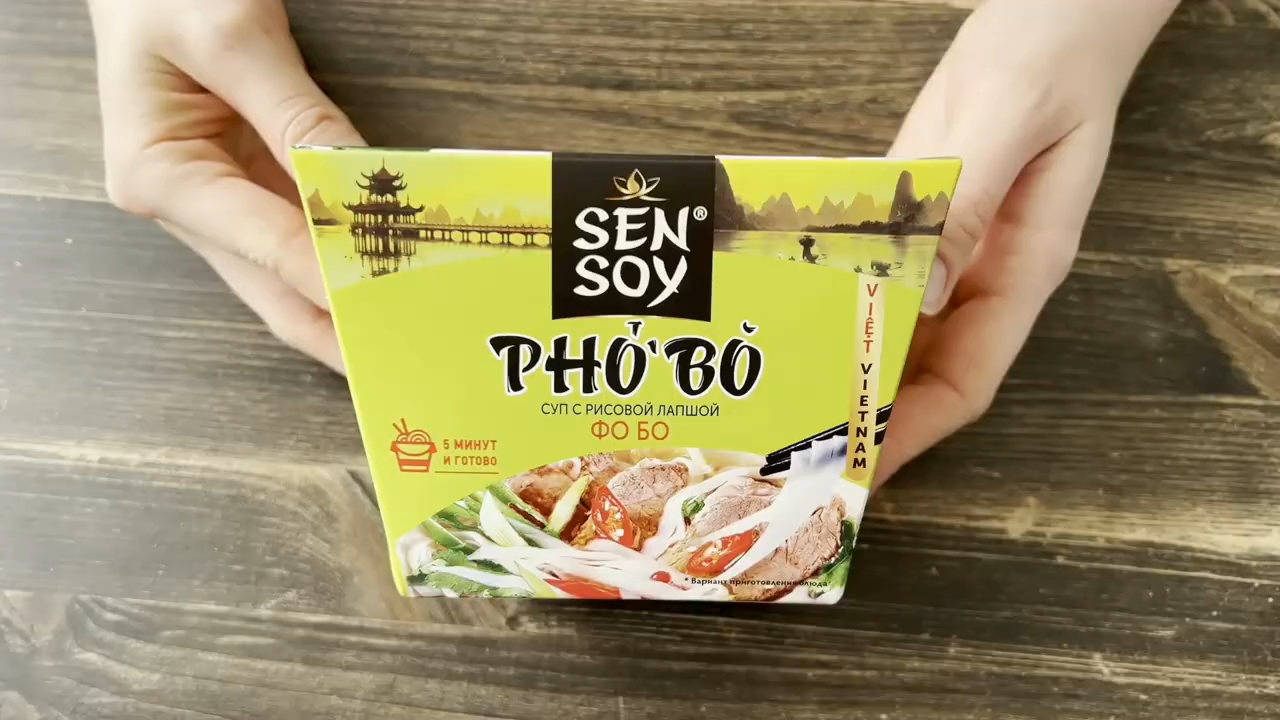 SEN®
SOY
PHỞ BÒ
СУП С РИСОВОЙ ЛАПШОЙ
ФО БО
5 МИНУТ
И ГОТОВО
VIỆT VIETNAM
* Вариант приготовления блюда